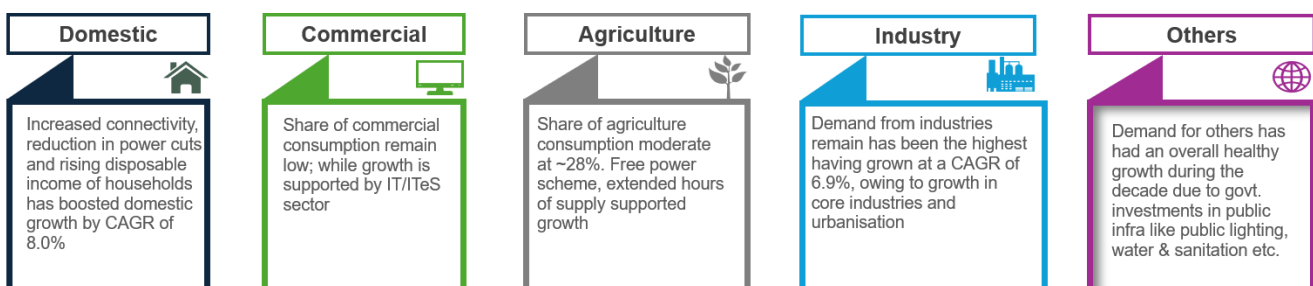 Domestic
Increased connectivity,
reduction in power cuts
and rising disposable
income of households
has boosted domestic
growth by CAGR of
8.0%
Commercial
Share of commercial
consumption remain
low; while growth is
supported by IT/ITeS
sector
Agriculture
Share of agriculture
consumption moderate
at ~28%. Free power
scheme, extended hours
of supply supported
growth
Industry
Demand from industries
remain has been the highest
having grown at a CAGR of
6.9%, owing to growth in
core industries and
urbanisation
Others
Demand for others has
had an overall healthy
growth during the
decade due to govt.
investments in public
infra like public lighting,
water & sanitation etc.